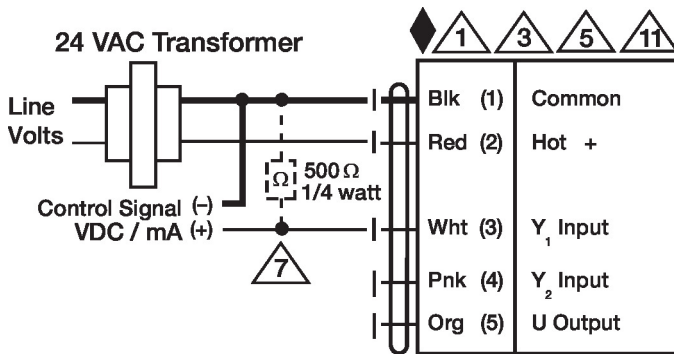 1 3 5 11
24 VAC Transformer
Line
Volts
Blk (1) Common
Red (2) Hot +
Ω 500 Ω
1/4 watt
Control Signal (–)
VDC / mA (+)
Wht (3) Y₁ Input
7
Pnk (4) Y₂ Input
Org (5) U Output